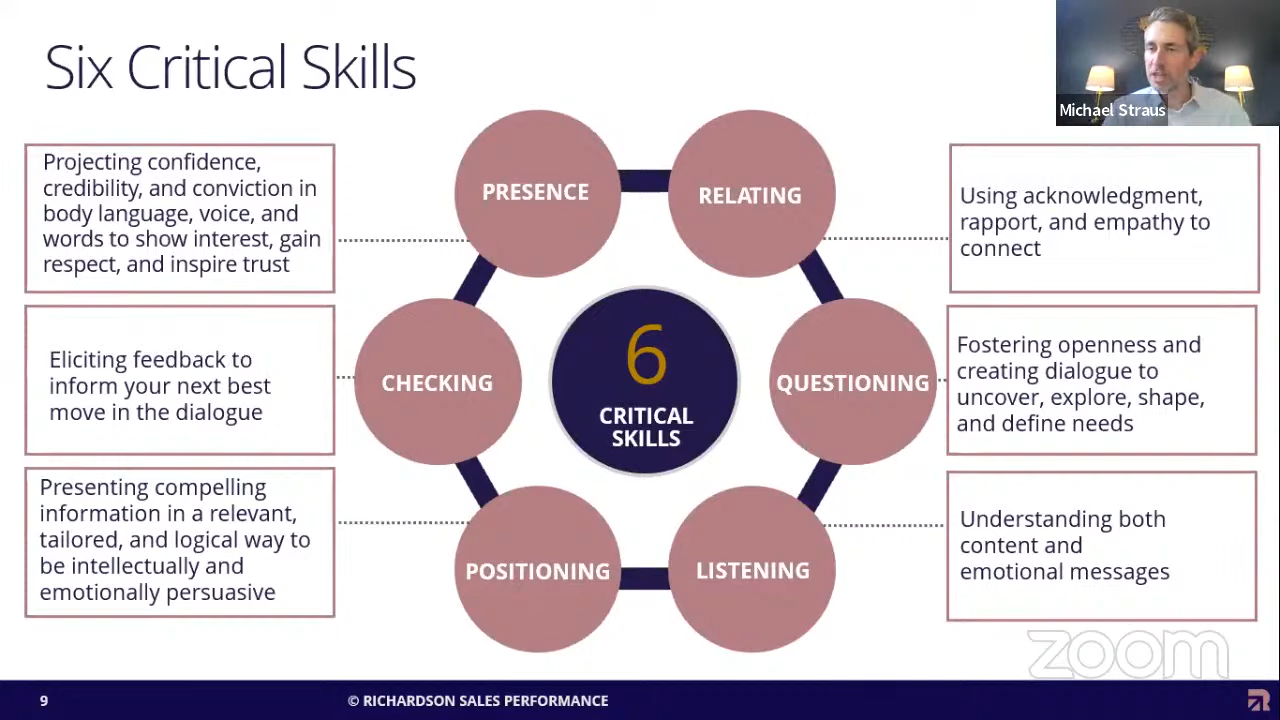 Six Critical Skills
Michael Straus
Projecting confidence,
credibility, and conviction in
body language, voice, and
words to show interest, gain
respect, and inspire trust
PRESENCE
RELATING
Using acknowledgment,
rapport, and empathy to
connect
Eliciting feedback to
inform your next best
move in the dialogue
CHECKING
6
CRITICAL
SKILLS
QUESTIONING
Fostering openness and
creating dialogue to
uncover, explore, shape,
and define needs
Presenting compelling
information in a relevant,
tailored, and logical way to
be intellectually and
emotionally persuasive
POSITIONING
LISTENING
Understanding both
content and
emotional messages
zoom
9
© RICHARDSON SALES PERFORMANCE